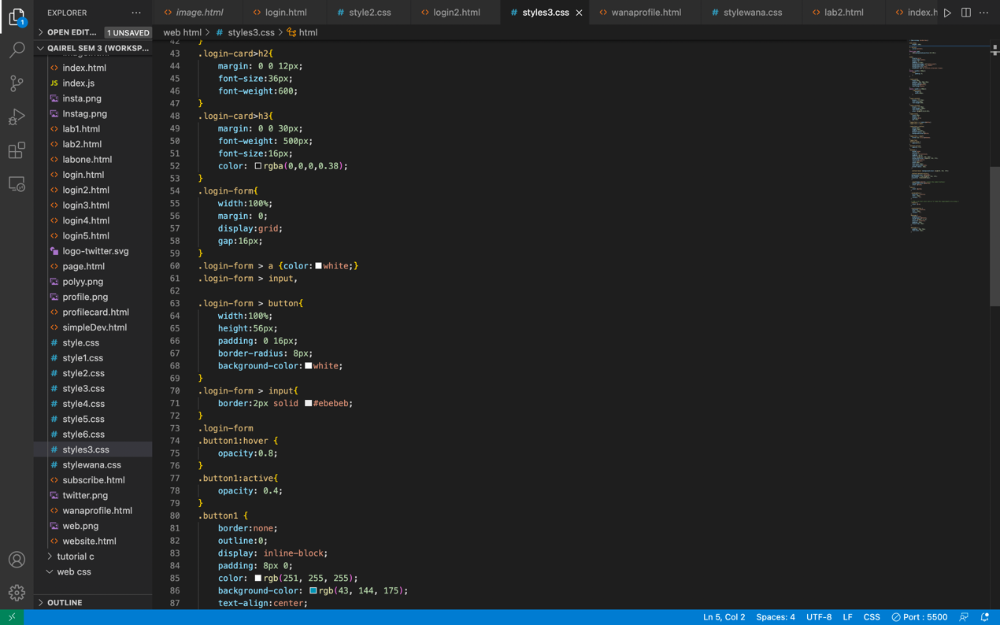 EXPLORER
image.html
login.html
style2.css
login2.html
styles3.css
wanaprofile.html
stylewana.css
lab2.html
index.h
1
OPEN EDIT... 1 UNSAVED
web html > # styles3.css > html
QAIREL SEM 3 (WORKSP...
index.html
index.js
insta.png
Instag.png
lab1.html
lab2.html
labone.html
login.html
login2.html
login3.html
login4.html
login5.html
logo-twitter.svg
page.html
polyy.png
profile.png
profilecard.html
simpleDev.html
style.css
style1.css
style2.css
style3.css
style4.css
style5.css
style6.css
styles3.css
stylewana.css
subscribe.html
twitter.png
wanaprofile.html
web.png
website.html
tutorial c
web css
OUTLINE
42 }
43 .login-card>h2{
44 margin: 0 0 12px;
45 font-size:36px;
46 font-weight:600;
47 }
48 .login-card>h3{
49 margin: 0 0 30px;
50 font-weight: 500px;
51 font-size:16px;
52 color: rgba(0,0,0,0.38);
53 }
54 .login-form{
55 width:100%;
56 margin: 0;
57 display:grid;
58 gap:16px;
59 }
60 .login-form > a {color:white;}
61 .login-form > input,
62
63 .login-form > button{
64 width:100%;
65 height:56px;
66 padding: 0 16px;
67 border-radius: 8px;
68 background-color:white;
69 }
70 .login-form > input{
71 border:2px solid #ebebeb;
72 }
73 .login-form
74 .button1:hover {
75 opacity:0.8;
76 }
77 .button1:active{
78 opacity: 0.4;
79 }
80 .button1 {
81 border:none;
82 outline:0;
83 display: inline-block;
84 padding: 8px 0;
85 color: rgb(251, 255, 255);
86 background-color: rgb(43, 144, 175);
87 text-align:center;
Ln 5, Col 2 Spaces: 4 UTF-8 LF CSS Port : 5500